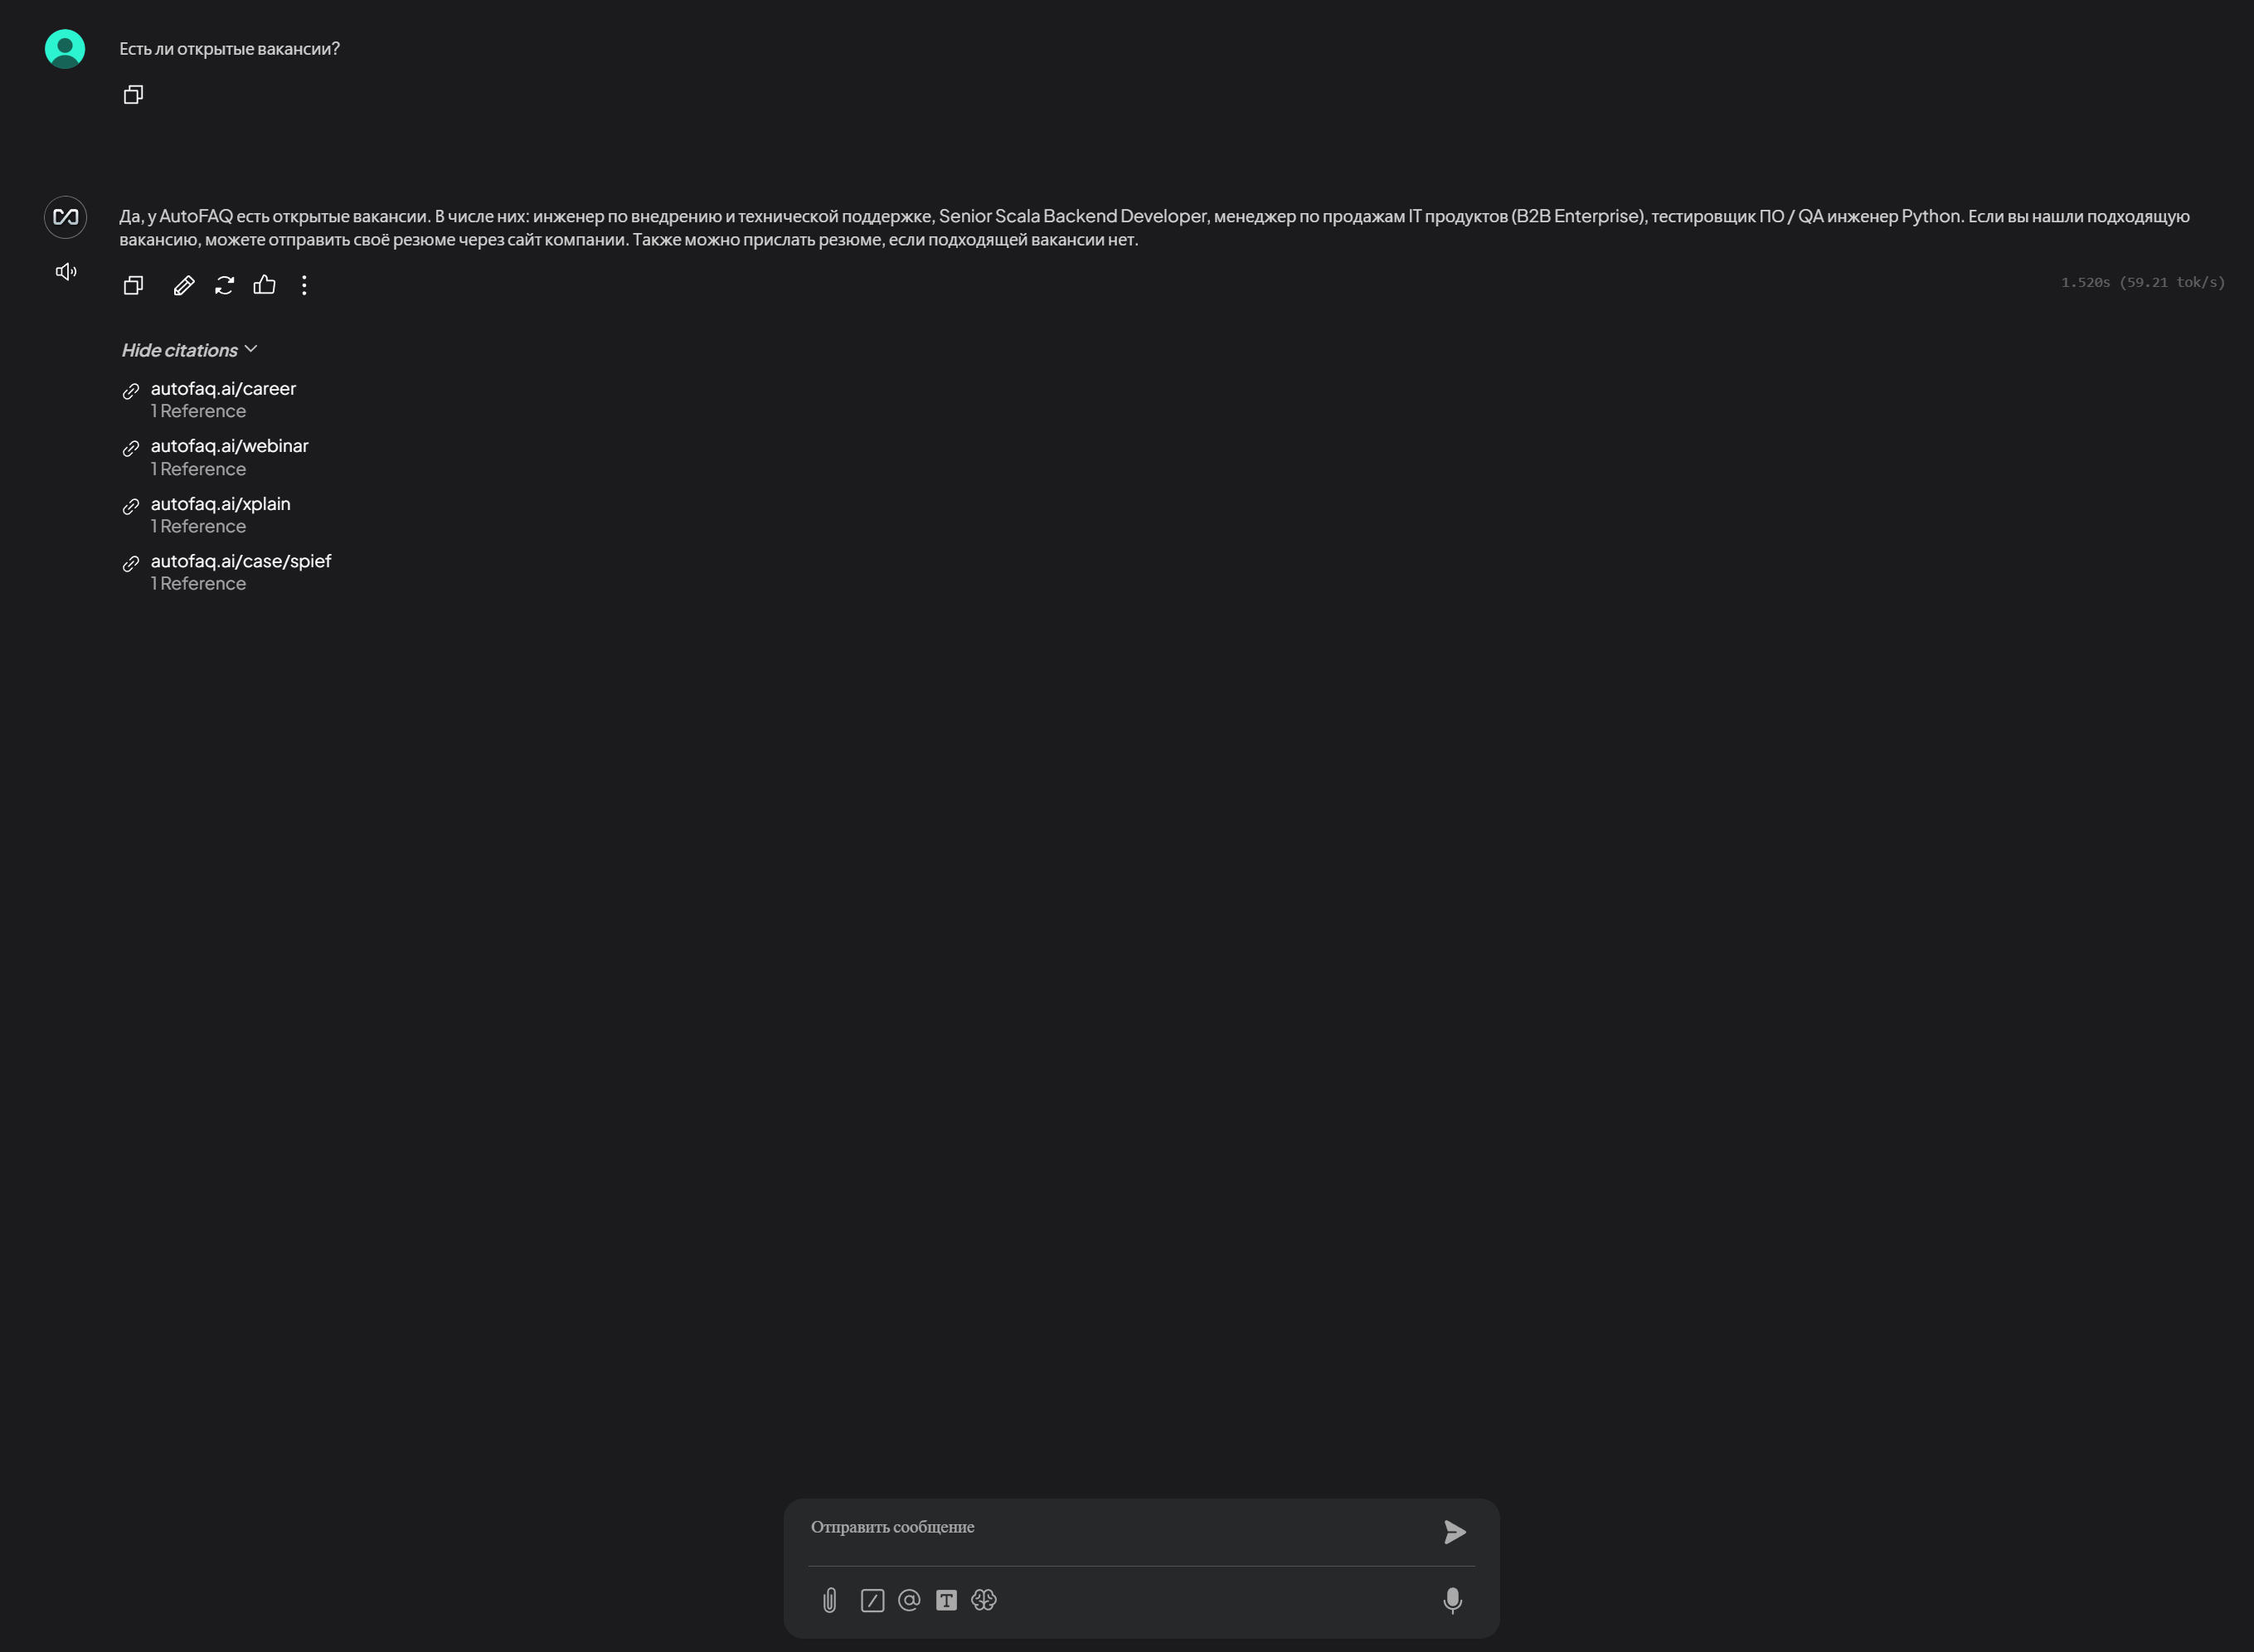 Есть ли открытые вакансии?
Да, у AutoFAQ есть открытые вакансии. В числе них: инженер по внедрению и технической поддержке, Senior Scala Backend Developer, менеджер по продажам IT продуктов (B2B Enterprise), тестировщик ПО / QA инженер Python. Если вы нашли подходящую
вакансию, можете отправить своё резюме через сайт компании. Также можно прислать резюме, если подходящей вакансии нет.
1.520s (59.21 tok/s)
Hide citations
autofaq.ai/career
1 Reference
autofaq.ai/webinar
1 Reference
autofaq.ai/xplain
1 Reference
autofaq.ai/case/spief
1 Reference
Отправить сообщение